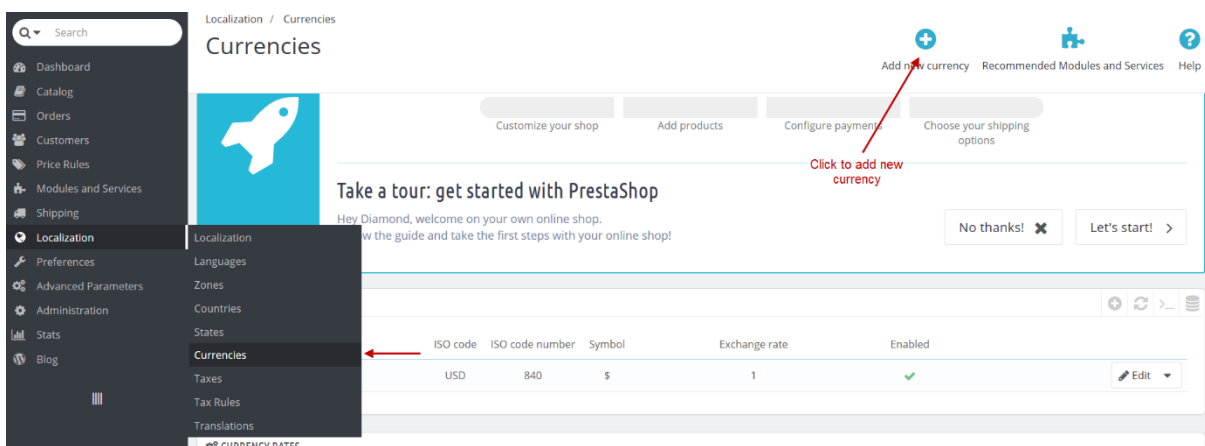 Localization / Currencies
Search
Currencies
Add new currency
Recommended Modules and Services
Help
Dashboard
Catalog
Orders
Customers
Price Rules
Modules and Services
Shipping
Localization
Preferences
Advanced Parameters
Administration
Stats
Blog
Localization
Languages
Zones
Countries
States
Currencies
Taxes
Tax Rules
Translations
Customize your shop
Add products
Configure payments
Choose your shipping
options
Click to add new
currency
Take a tour: get started with PrestaShop
Hey Diamond, welcome on your own online shop.
the guide and take the first steps with your online shop!
No thanks!
Let's start!
ISO code
ISO code number
Symbol
Exchange rate
Enabled
USD
840
$
1
Edit
CURRENCY RATES